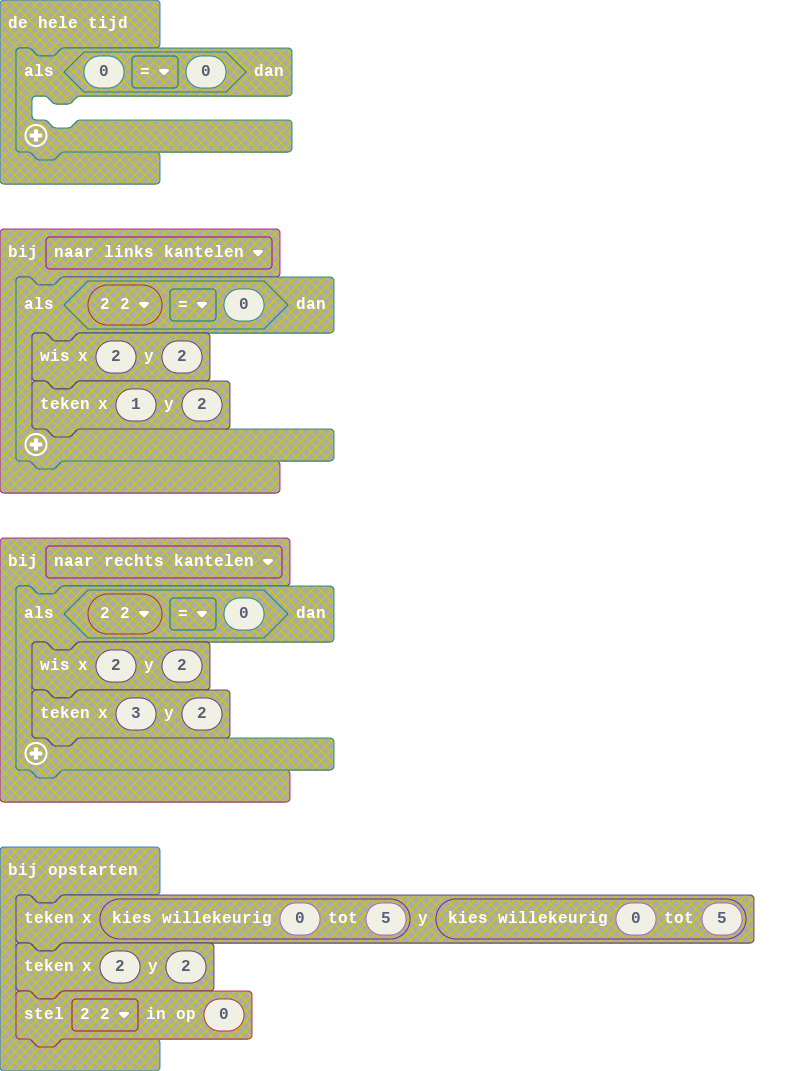 de hele tijd
als 0 = 0 dan
bij naar links kantelen
als 2 2 = 0 dan
wis x 2 y 2
teken x 1 y 2
bij naar rechts kantelen
als 2 2 = 0 dan
wis x 2 y 2
teken x 3 y 2
bij opstarten
teken x kies willekeurig 0 tot 5 y kies willekeurig 0 tot 5
teken x 2 y 2
stel 2 2 in op 0